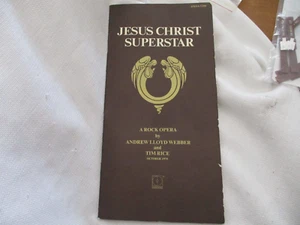 JESUS CHRIST
SUPERSTAR
A ROCK OPERA
by
ANDREW LLOYD WEBBER
and
TIM RICE